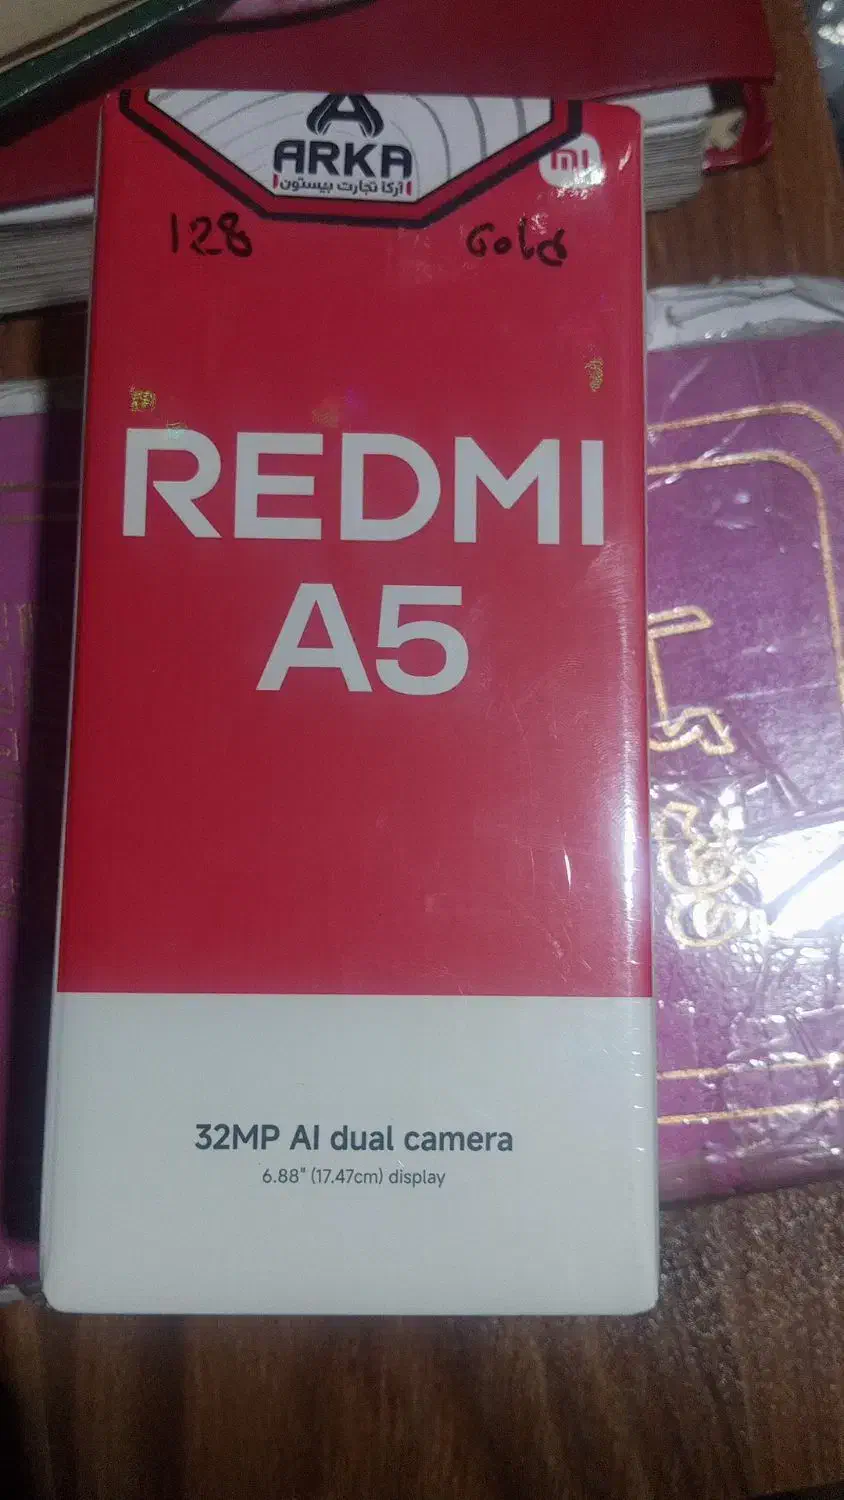 ARKA
آرکا تجارت بیستون
mi
128 Gold
REDMI
A5
32MP AI dual camera
6.88" (17.47cm) display